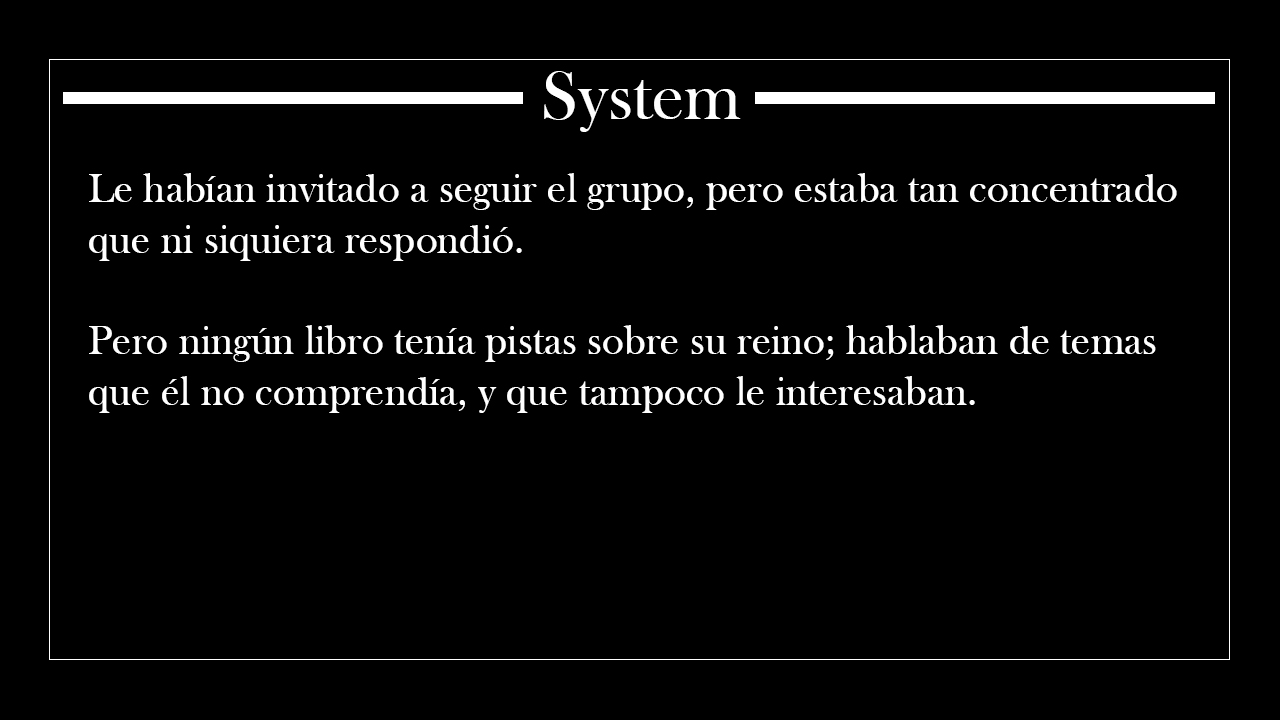 System
Le habían invitado a seguir el grupo, pero estaba tan concentrado
que ni siquiera respondió.
Pero ningún libro tenía pistas sobre su reino; hablaban de temas
que él no comprendía, y que tampoco le interesaban.